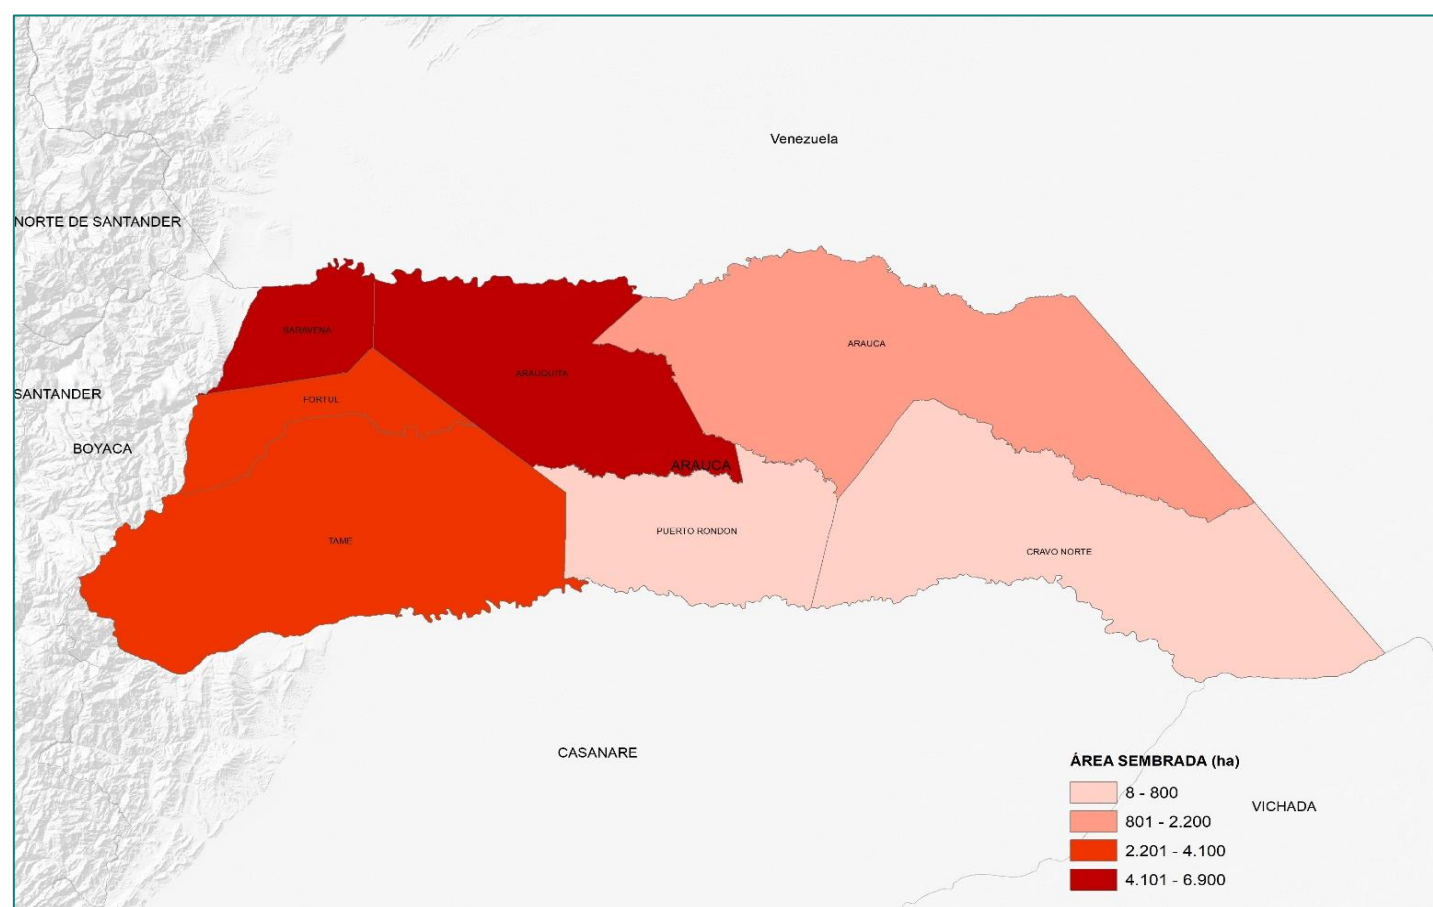 Venezuela
NORTE DE SANTANDER
SARAVENA
ARAUCA
ARAUQUITA
SANTANDER
FORTUL
BOYACA
ARAUCA
PUERTO RONDON
TAME
CRAVO NORTE
CASANARE
ÁREA SEMBRADA (ha)
8 - 800
801 - 2.200
VICHADA
2.201 - 4.100
4.101 - 6.900